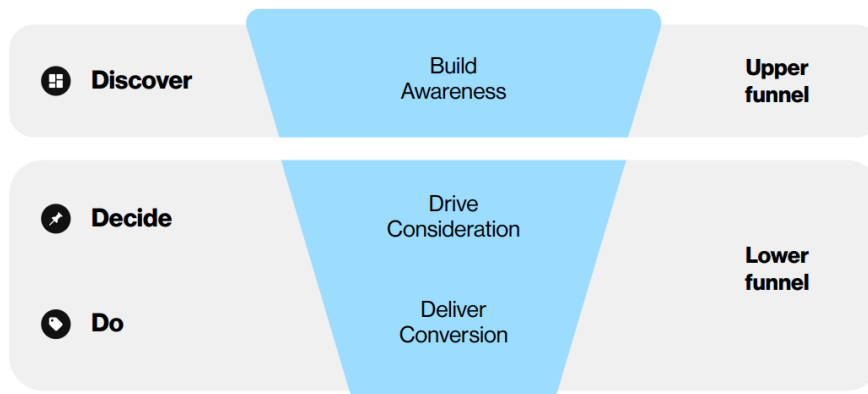 Discover
Build
Awareness
Upper
funnel
Decide
Drive
Consideration
Lower
funnel
Do
Deliver
Conversion